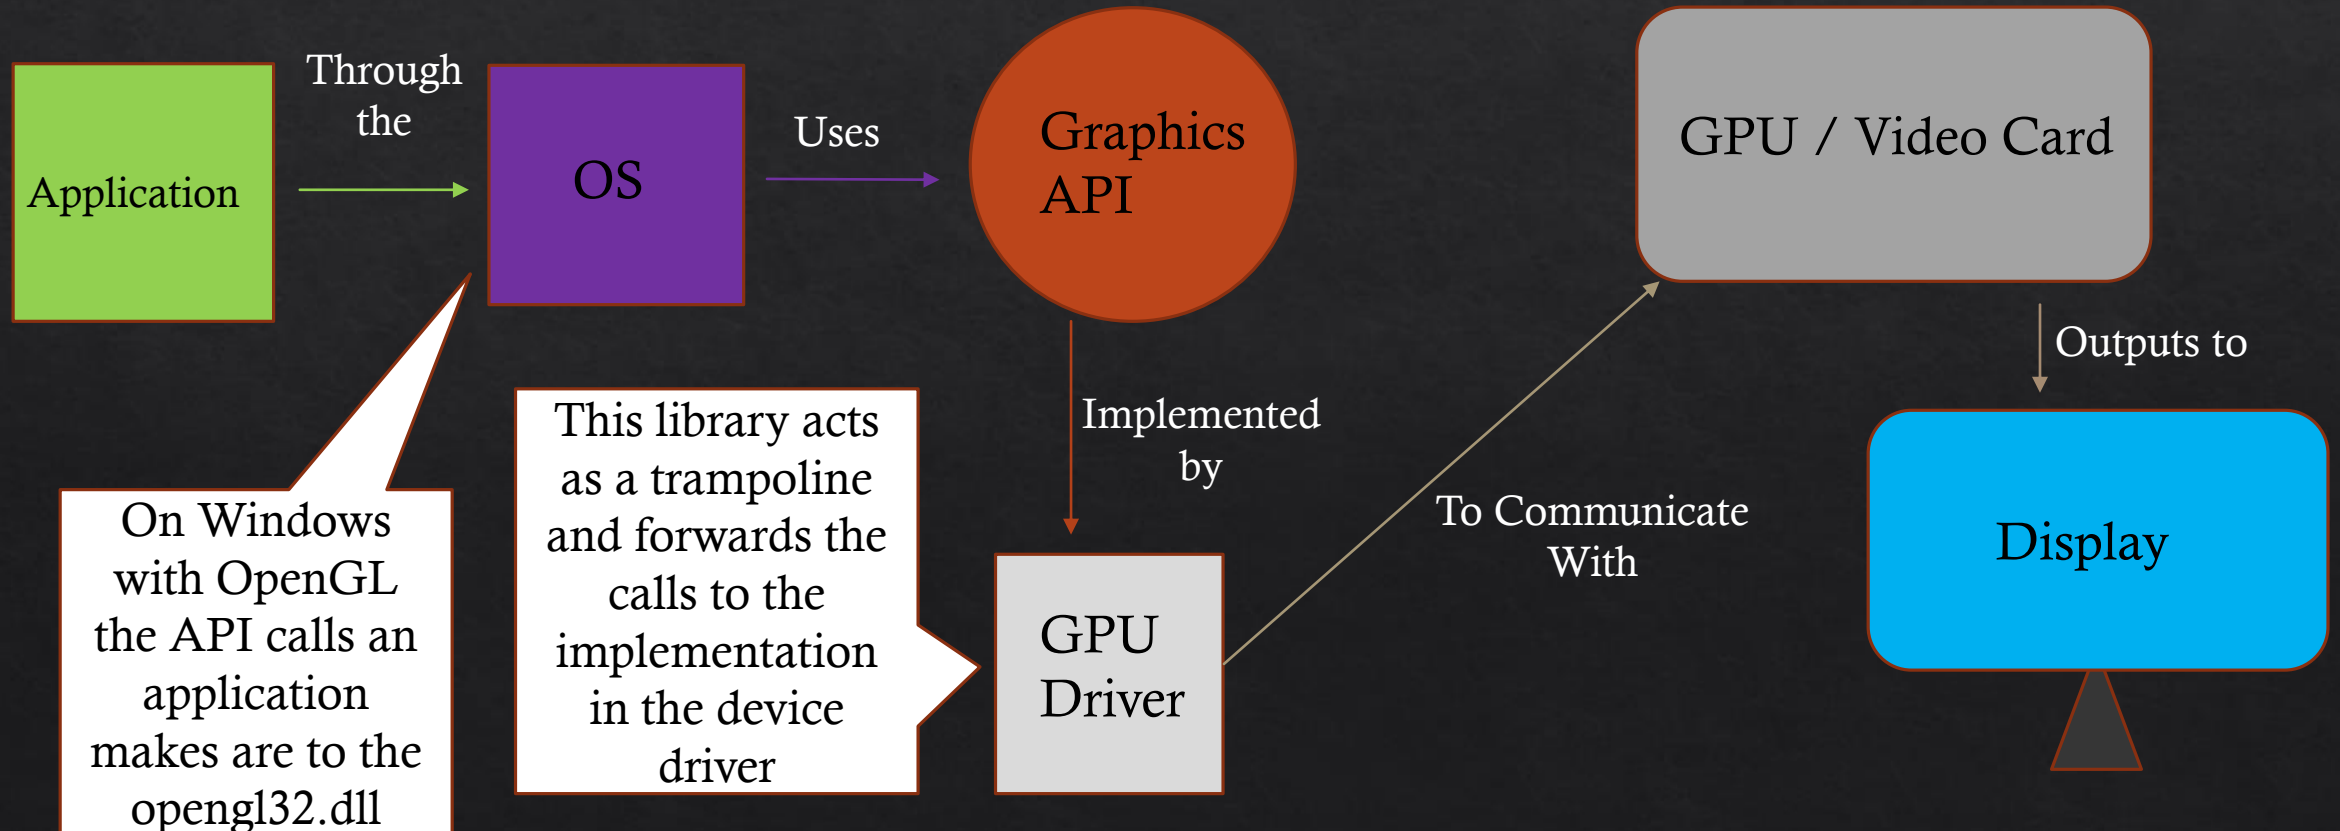 Application
Through
the
OS
Uses
Graphics
API
GPU / Video Card
Outputs to
Display
Implemented
by
To Communicate
With
GPU
Driver
On Windows
with OpenGL
the API calls an
application
makes are to the
opengl32.dll
This library acts
as a trampoline
and forwards the
calls to the
implementation
in the device
driver